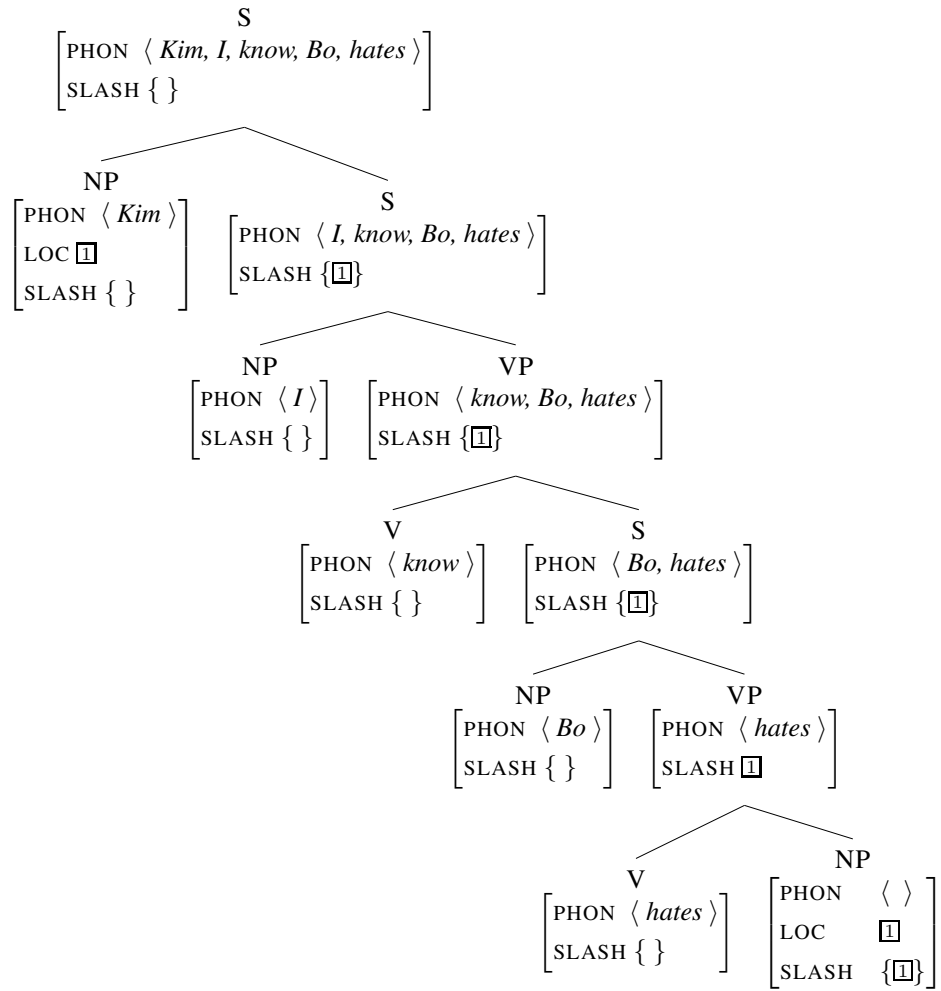 S
PHON ⟨ Kim, I, know, Bo, hates ⟩
SLASH { }
NP
PHON ⟨ Kim ⟩
LOC 1
SLASH { }
S
PHON ⟨ I, know, Bo, hates ⟩
SLASH {1}
NP
PHON ⟨ I ⟩
SLASH { }
VP
PHON ⟨ know, Bo, hates ⟩
SLASH {1}
V
PHON ⟨ know ⟩
SLASH { }
S
PHON ⟨ Bo, hates ⟩
SLASH {1}
NP
PHON ⟨ Bo ⟩
SLASH { }
VP
PHON ⟨ hates ⟩
SLASH 1
V
PHON ⟨ hates ⟩
SLASH { }
NP
PHON ⟨ ⟩
LOC 1
SLASH {1}